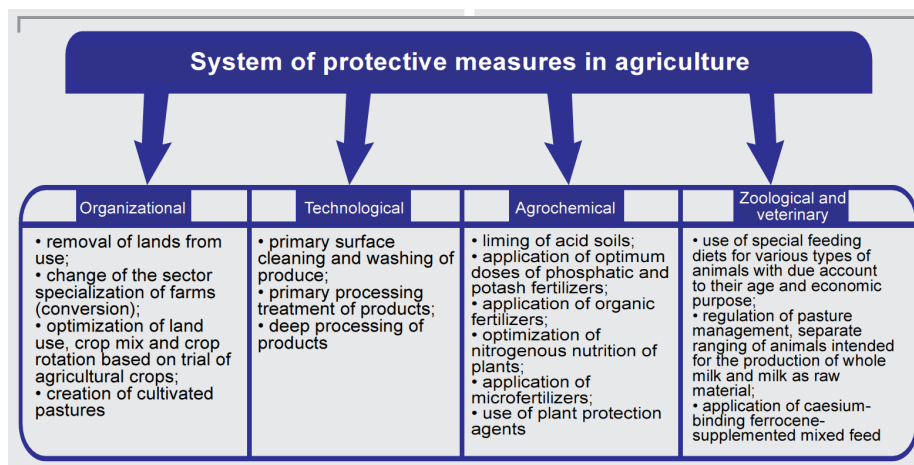 System of protective measures in agriculture
Organizational
• removal of lands from
use;
• change of the sector
specialization of farms
(conversion);
• optimization of land
use, crop mix and crop
rotation based on trial of
agricultural crops;
• creation of cultivated
pastures
Technological
• primary surface
cleaning and washing of
produce;
• primary processing
treatment of products;
• deep processing of
products
Agrochemical
• liming of acid soils;
• application of optimum
doses of phosphatic and
potash fertilizers;
• application of organic
fertilizers;
• optimization of
nitrogenous nutrition of
plants;
• application of
microfertilizers;
• use of plant protection
agents
Zoological and
veterinary
• use of special feeding
diets for various types of
animals with due account
to their age and economic
purpose;
• regulation of pasture
management, separate
ranging of animals intended
for the production of whole
milk and milk as raw
material;
• application of caesium-
binding ferrocene-
supplemented mixed feed